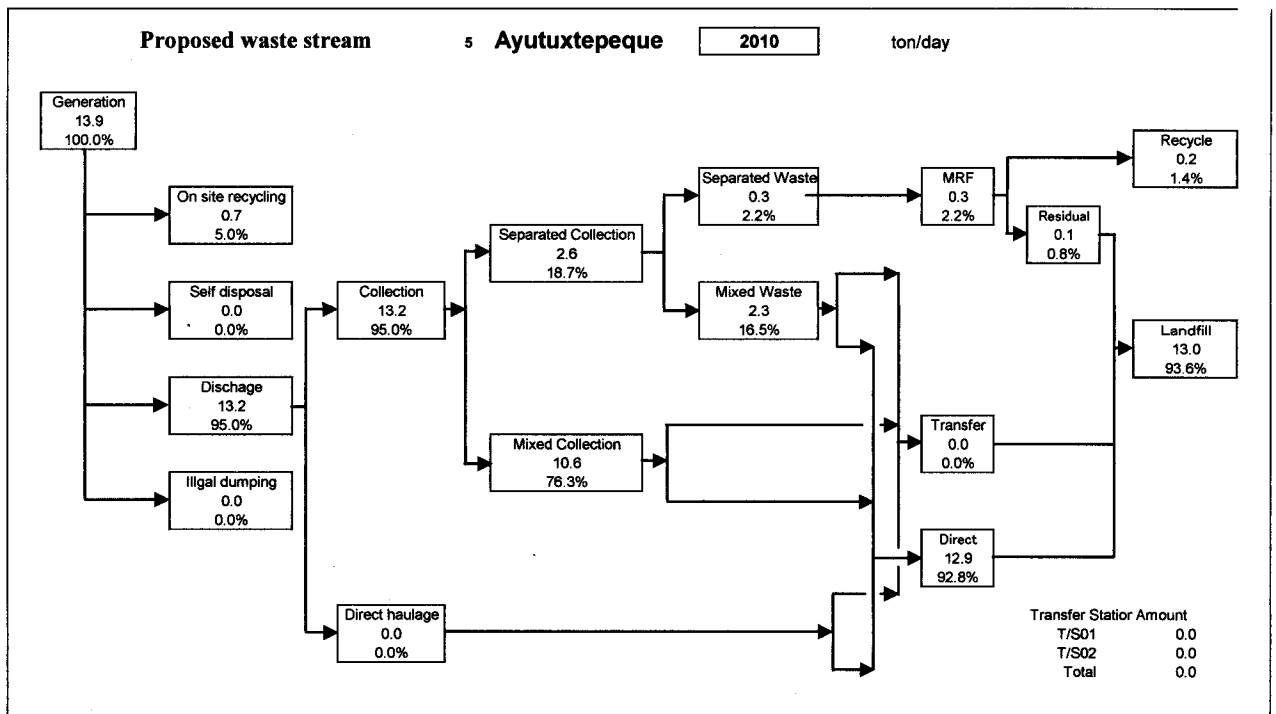 Proposed waste stream 5 Ayutuxtepeque 2010 ton/day
Generation
13.9
100.0%
On site recycling
0.7
5.0%
Self disposal
0.0
0.0%
Dischage
13.2
95.0%
Illgal dumping
0.0
0.0%
Collection
13.2
95.0%
Direct haulage
0.0
0.0%
Separated Collection
2.6
18.7%
Mixed Collection
10.6
76.3%
Separated Waste
0.3
2.2%
Mixed Waste
2.3
16.5%
MRF
0.3
2.2%
Residual
0.1
0.8%
Transfer
0.0
0.0%
Direct
12.9
92.8%
Recycle
0.2
1.4%
Landfill
13.0
93.6%
Transfer Statior Amount
T/S01 0.0
T/S02 0.0
Total 0.0